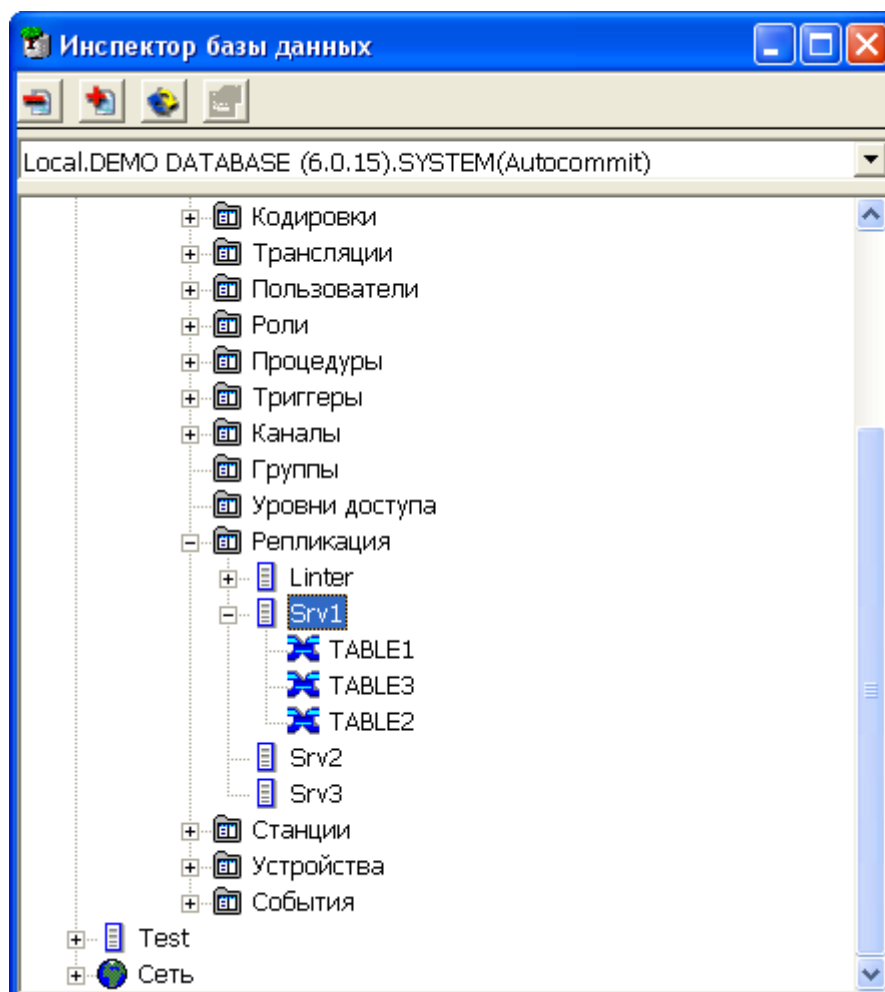 Инспектор базы данных
Local.DEMO DATABASE (6.0.15).SYSTEM(Autocommit)
Кодировки
Трансляции
Пользователи
Роли
Процедуры
Триггеры
Каналы
Группы
Уровни доступа
Репликация
Linter
Srv1
TABLE1
TABLE3
TABLE2
Srv2
Srv3
Станции
Устройства
События
Test
Сеть